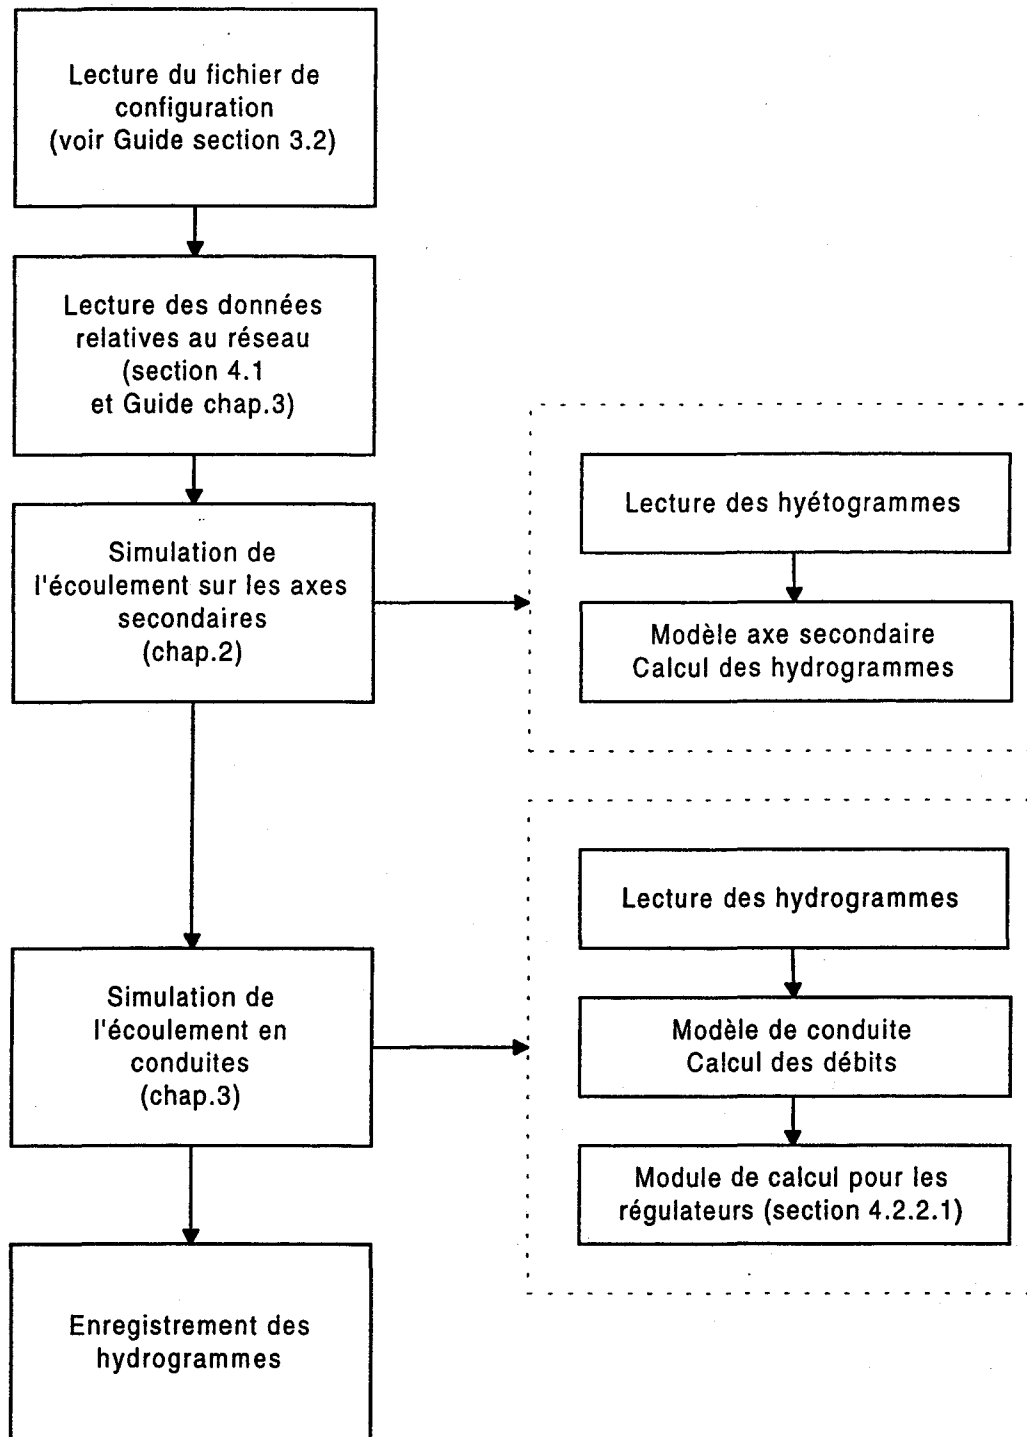 Lecture du fichier de
configuration
(voir Guide section 3.2)
Lecture des données
relatives au réseau
(section 4.1
et Guide chap.3)
Simulation de
l'écoulement sur les axes
secondaires
(chap.2)
Lecture des hyétogrammes
Modèle axe secondaire
Calcul des hydrogrammes
Simulation de
l'écoulement en
conduites
(chap.3)
Lecture des hydrogrammes
Modèle de conduite
Calcul des débits
Module de calcul pour les
régulateurs (section 4.2.2.1)
Enregistrement des
hydrogrammes